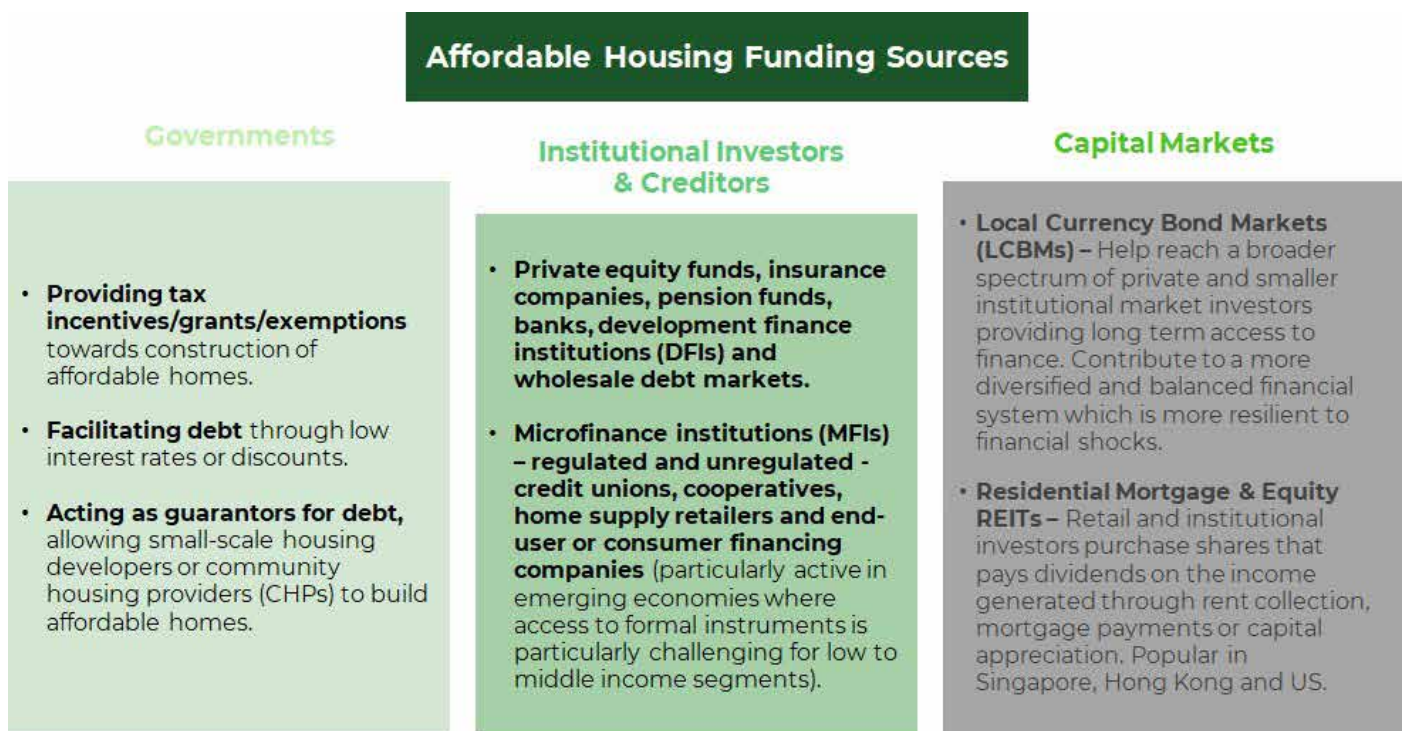 Affordable Housing Funding Sources
Governments
• Providing tax
incentives/grants/exemptions
towards construction of
affordable homes.
• Facilitating debt through low
interest rates or discounts.
• Acting as guarantors for debt,
allowing small-scale housing
developers or community
housing providers (CHPs) to build
affordable homes.
Institutional Investors
& Creditors
• Private equity funds, insurance
companies, pension funds,
banks, development finance
institutions (DFIs) and
wholesale debt markets.
• Microfinance institutions (MFIs)
– regulated and unregulated -
credit unions, cooperatives,
home supply retailers and end-
user or consumer financing
companies (particularly active in
emerging economies where
access to formal instruments is
particularly challenging for low to
middle income segments).
Capital Markets
• Local Currency Bond Markets
(LCBMs) – Help reach a broader
spectrum of private and smaller
institutional market investors
providing long term access to
finance. Contribute to a more
diversified and balanced financial
system which is more resilient to
financial shocks.
• Residential Mortgage & Equity
REITs – Retail and institutional
investors purchase shares that
pays dividends on the income
generated through rent collection,
mortgage payments or capital
appreciation. Popular in
Singapore, Hong Kong and US.